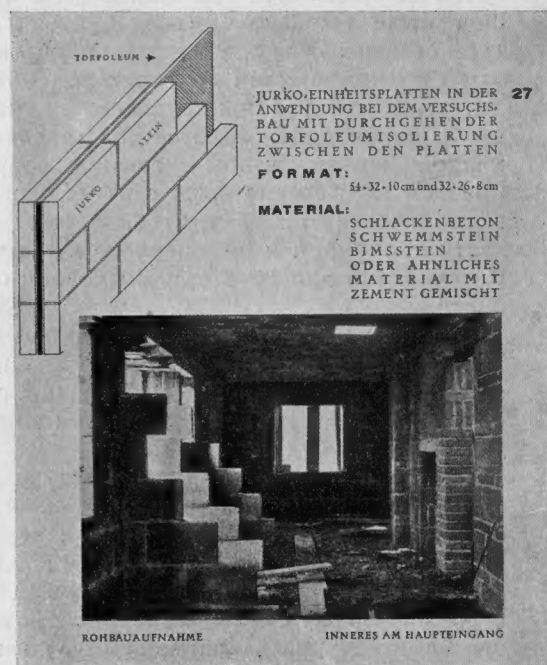 TORFOLEUM
JURKO STEIN
JURKO-EINHEITSPLATTEN IN DER 27
ANWENDUNG BEI DEM VERSUCHS-
BAU MIT DURCHGEHENDER
TORFOLEUMISOLIERUNG
ZWISCHEN DEN PLATTEN
FORMAT:
54·32·10cm und 32·26·8cm
MATERIAL:
SCHLACKENBETON
SCHWEMMSTEIN
BIMSSTEIN
ODER ÄHNLICHES
MATERIAL MIT
ZEMENT GEMISCHT
ROHBAUAUFNAHME INNERES AM HAUPTEINGANG